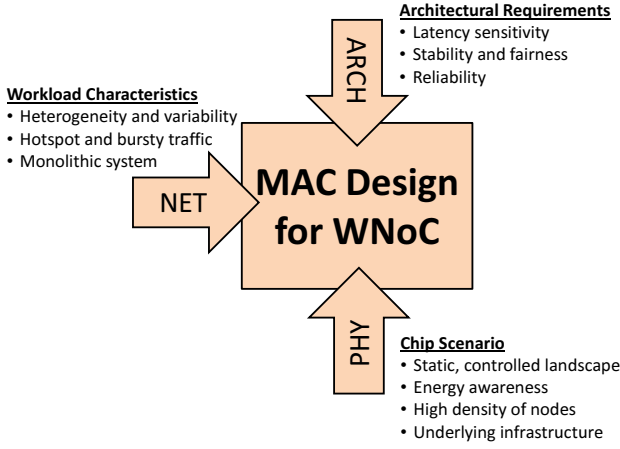 Architectural Requirements
• Latency sensitivity
• Stability and fairness
• Reliability
ARCH
Workload Characteristics
• Heterogeneity and variability
• Hotspot and bursty traffic
• Monolithic system
NET
MAC Design
for WNoC
PHY
Chip Scenario
• Static, controlled landscape
• Energy awareness
• High density of nodes
• Underlying infrastructure